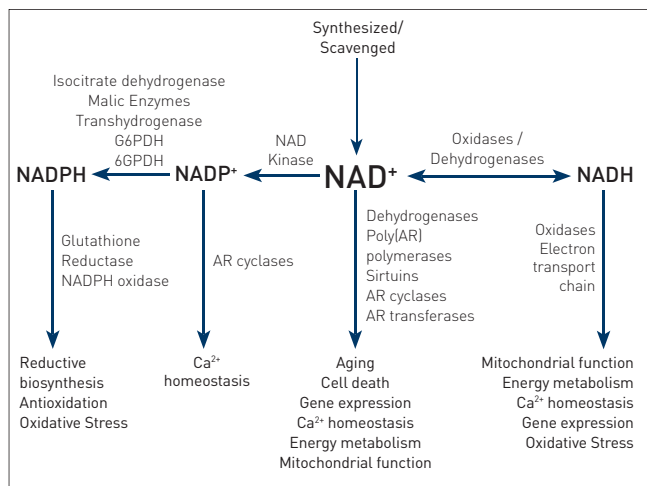 Synthesized/
Scavenged
Isocitrate dehydrogenase
Malic Enzymes
Transhydrogenase
G6PDH
6GPDH
NAD
Kinase
Oxidases /
Dehydrogenases
NADPH
NADP⁺
NAD⁺
NADH
Glutathione
Reductase
NADPH oxidase
AR cyclases
Dehydrogenases
Poly(AR)
polymerases
Sirtuins
AR cyclases
AR transferases
Oxidases
Electron
transport
chain
Reductive
biosynthesis
Antioxidation
Oxidative Stress
Ca²⁺
homeostasis
Aging
Cell death
Gene expression
Ca²⁺ homeostasis
Energy metabolism
Mitochondrial function
Mitochondrial function
Energy metabolism
Ca²⁺ homeostasis
Gene expression
Oxidative Stress